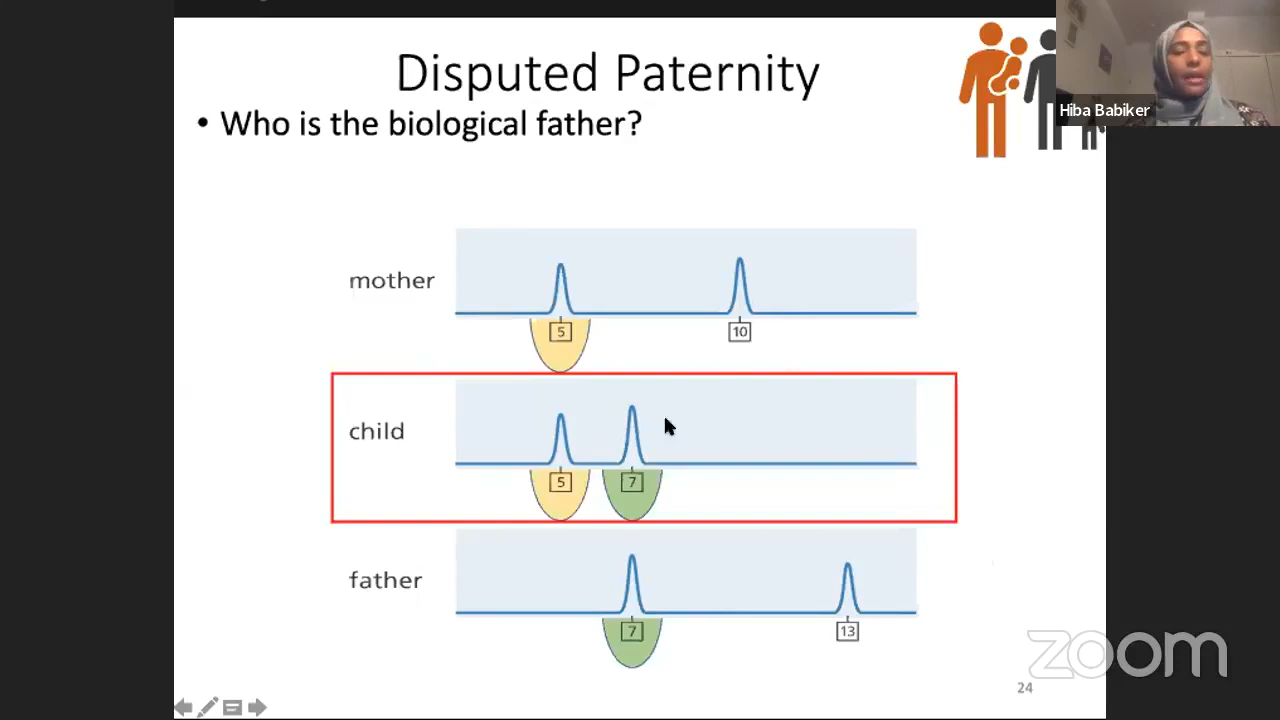 Disputed Paternity
• Who is the biological father?
Hiba Babiker
mother
5
10
child
5
7
father
7
13
zoom
24